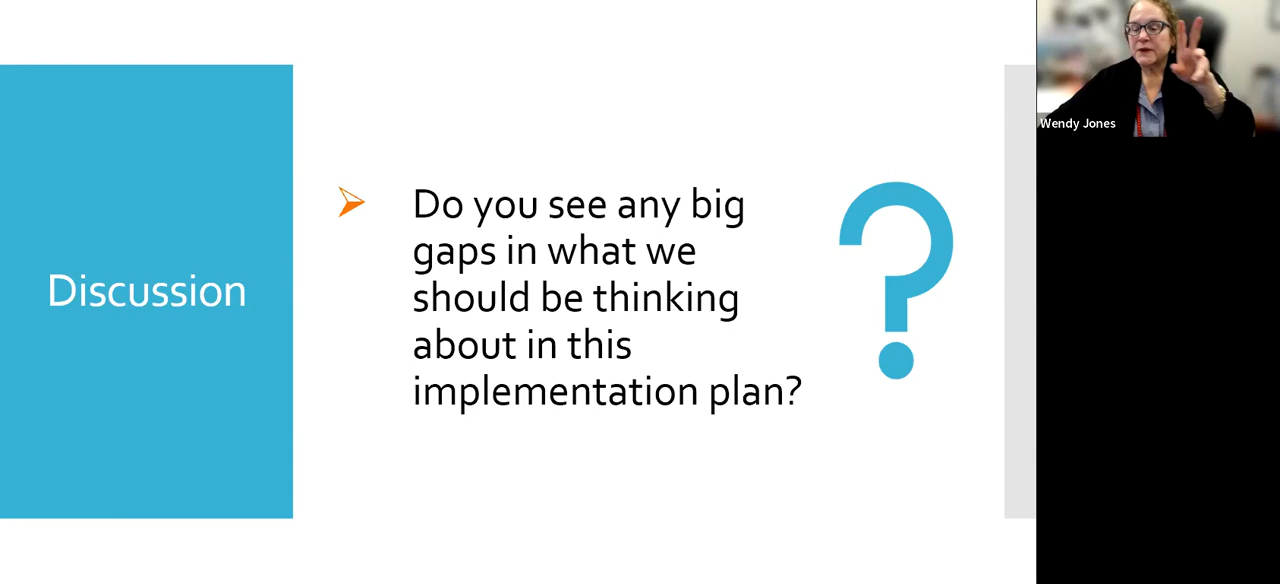 Discussion
Do you see any big
gaps in what we
should be thinking
about in this
implementation plan?
?
Wendy Jones